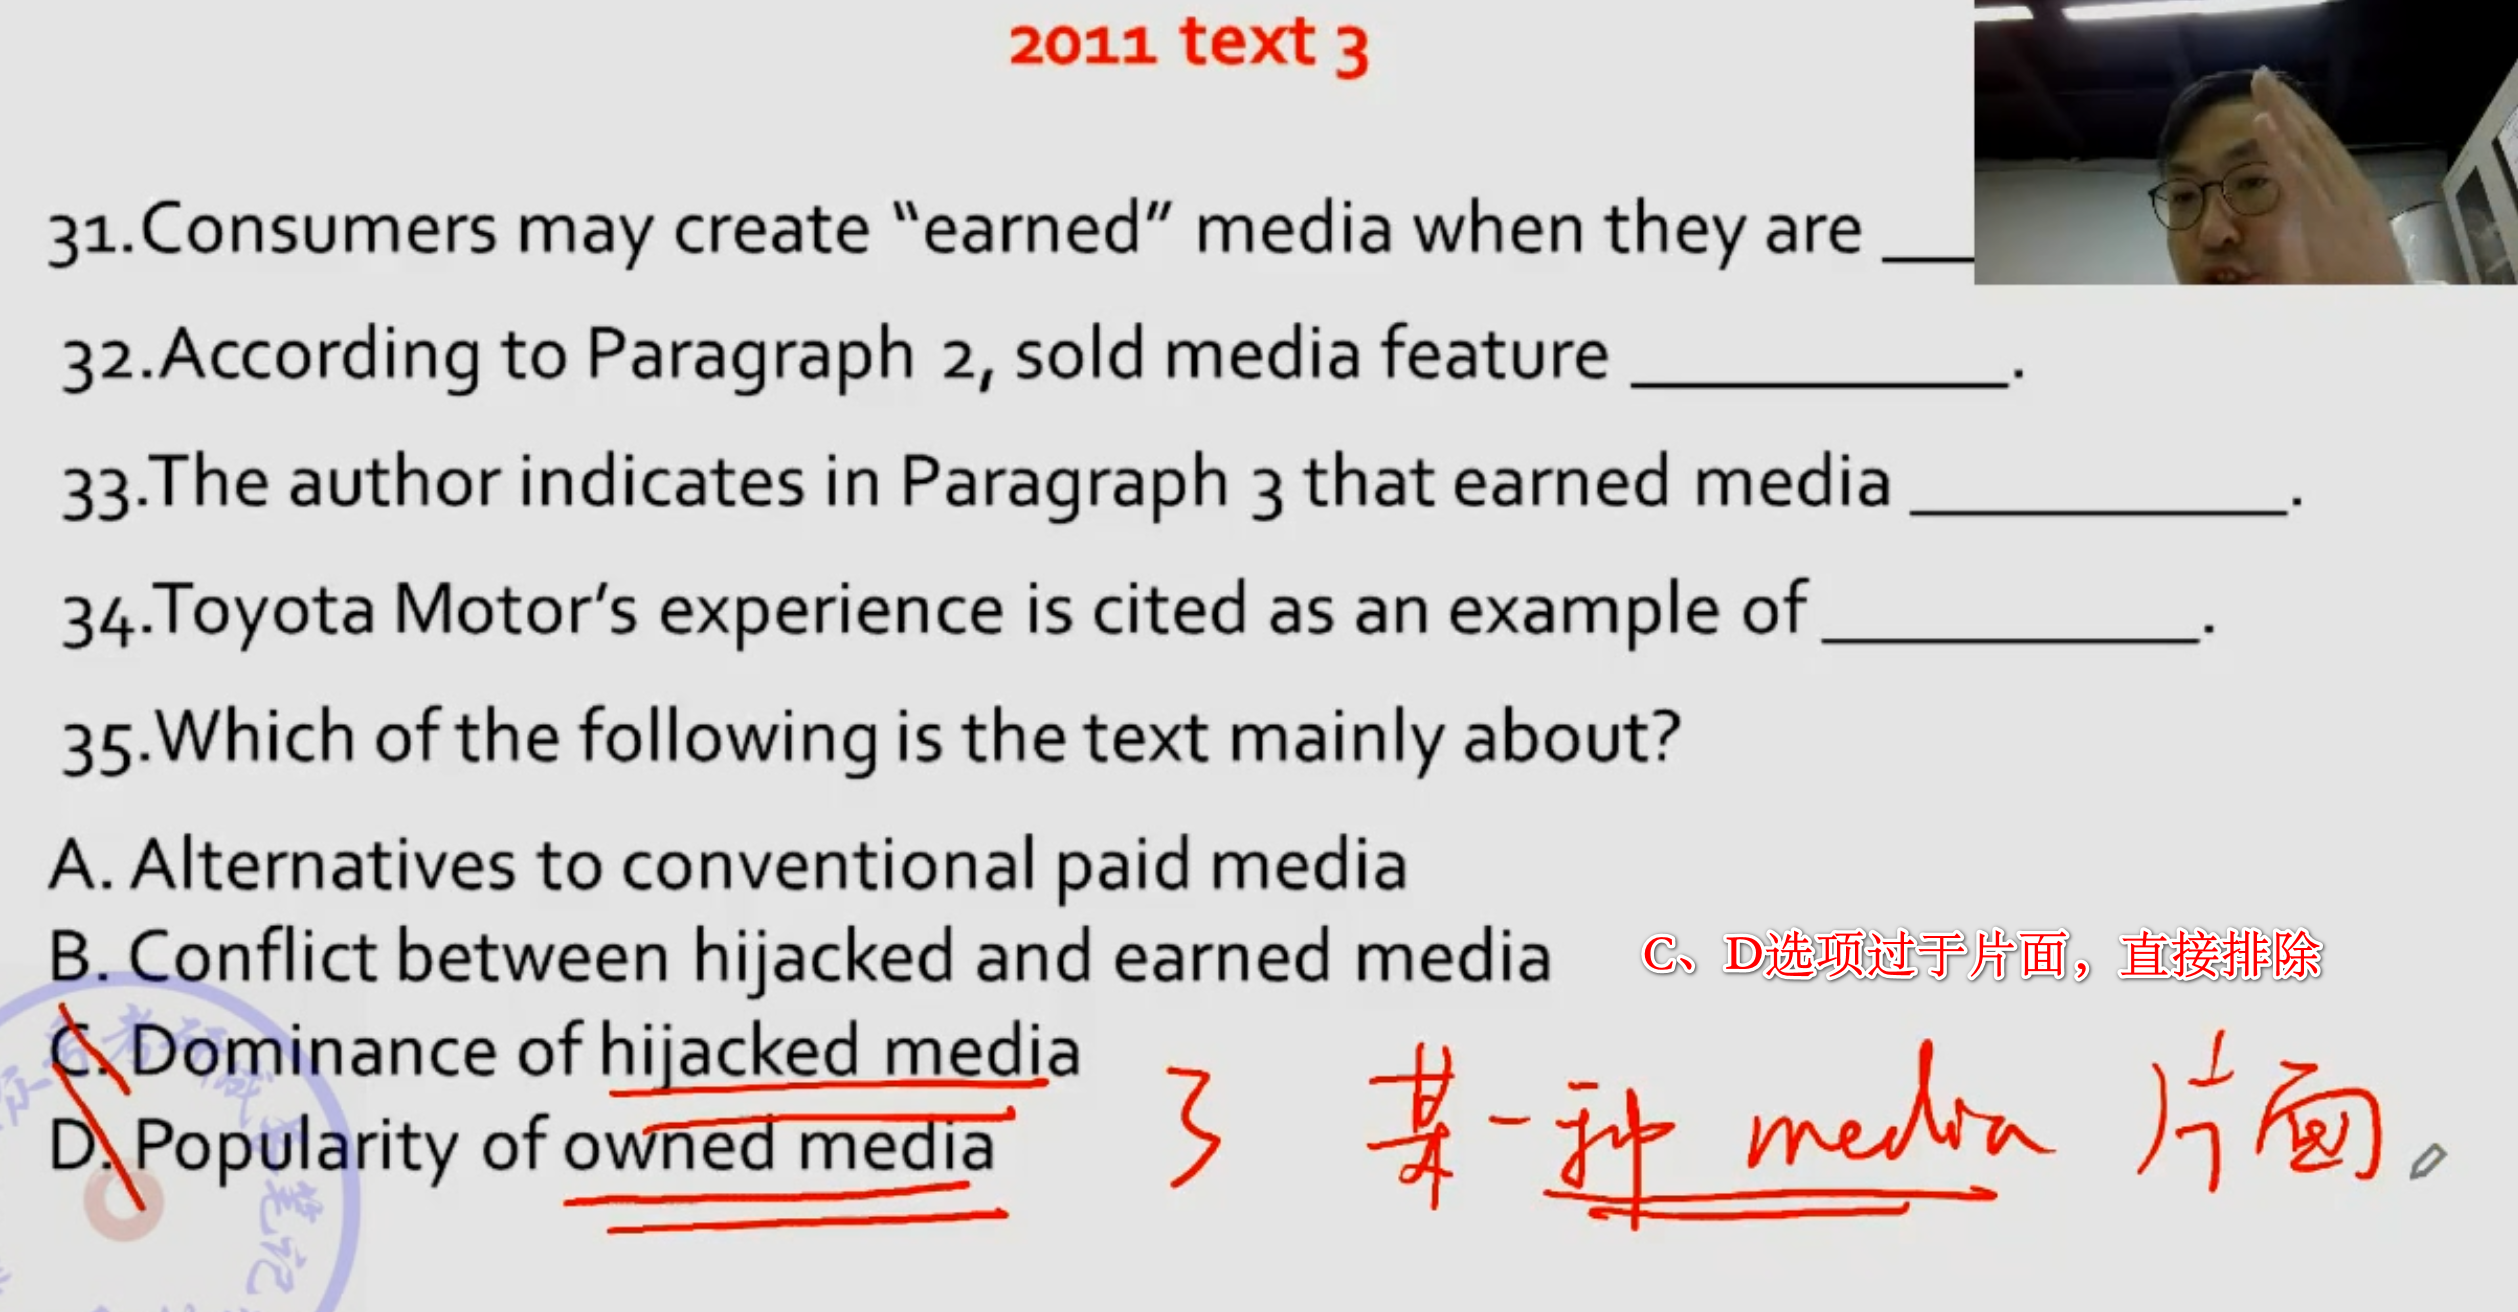 2011 text 3
31.Consumers may create “earned” media when they are ___
32.According to Paragraph 2, sold media feature ___________.
33.The author indicates in Paragraph 3 that earned media ___________.
34.Toyota Motor’s experience is cited as an example of ___________.
35.Which of the following is the text mainly about?
A. Alternatives to conventional paid media
B. Conflict between hijacked and earned media
C、D选项过于片面，直接排除
C. Dominance of hijacked media
D. Popularity of owned media
某一种 media 片面